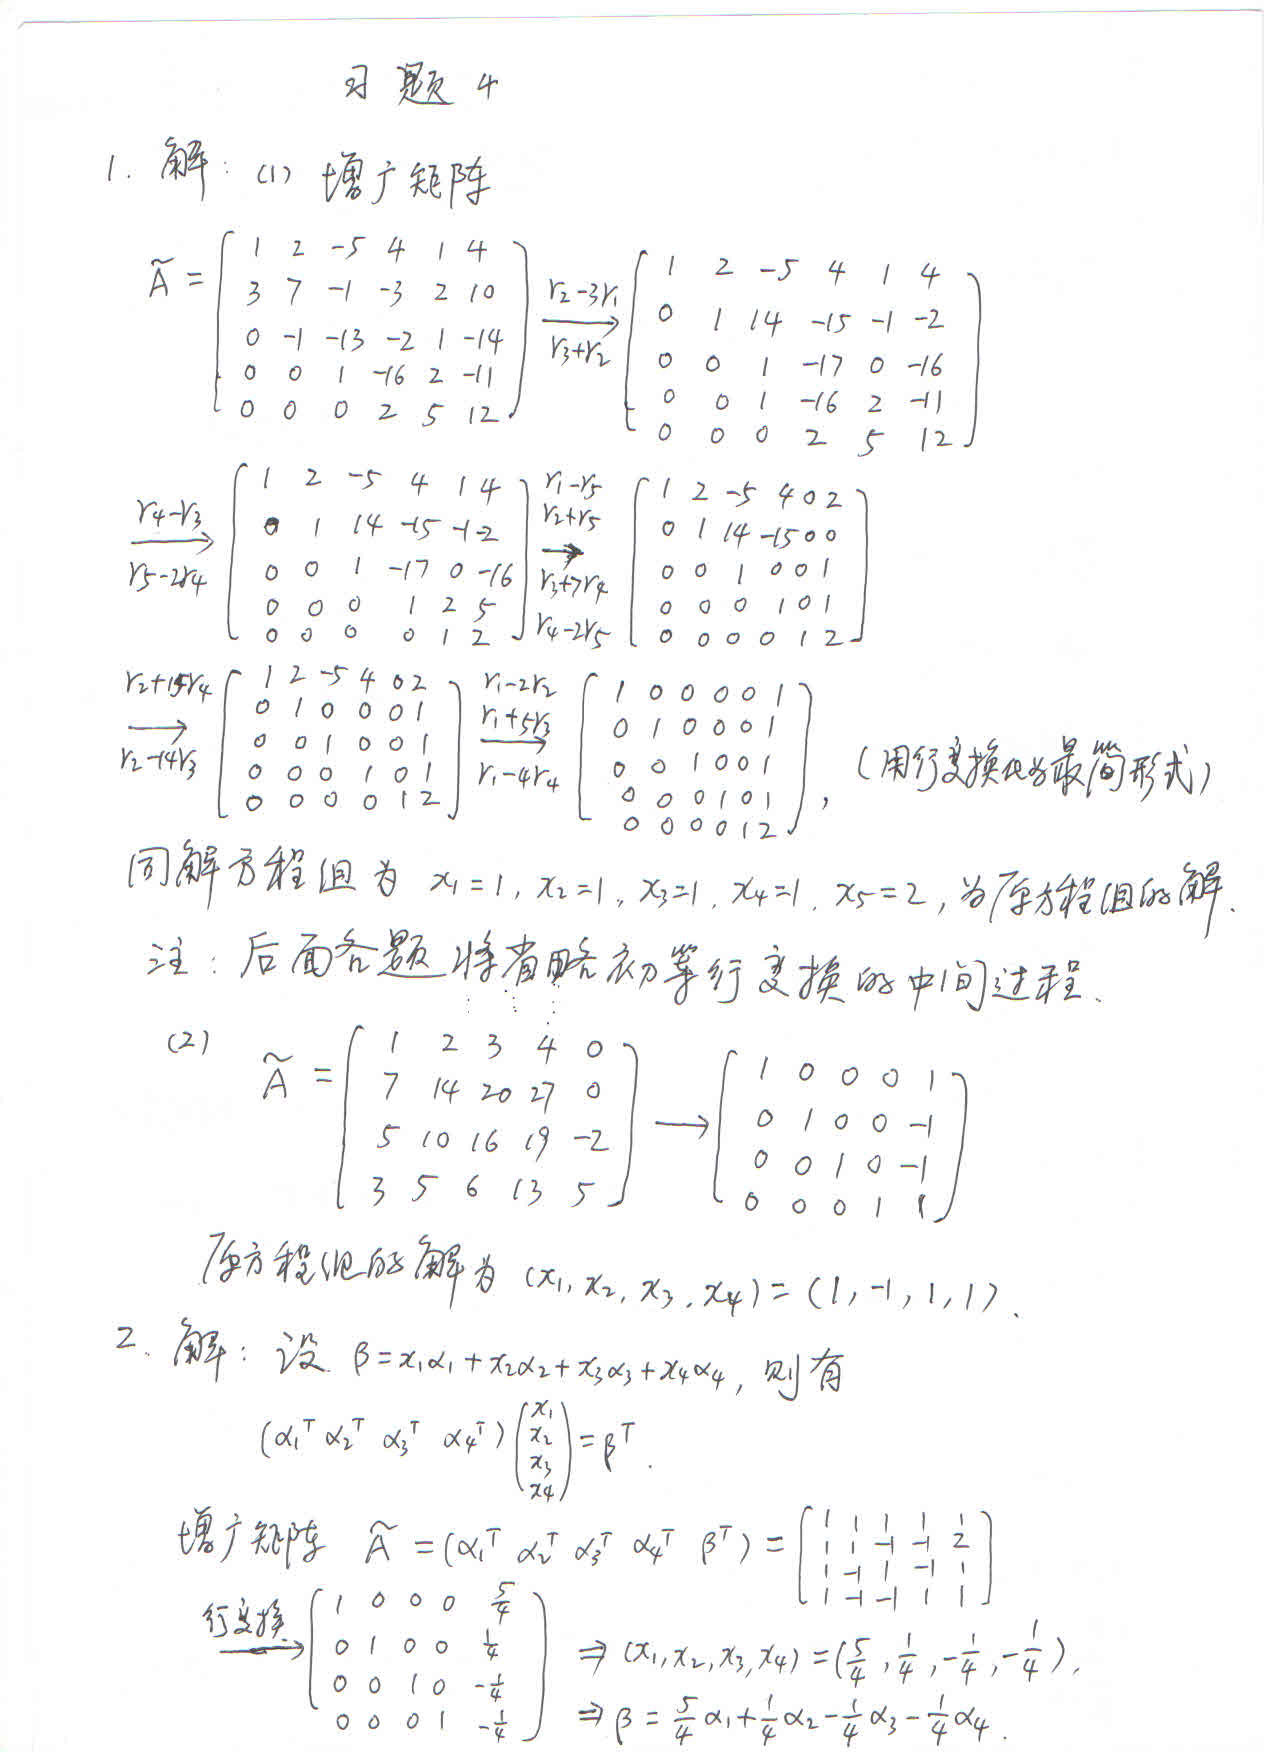 习题 4
1. 解: (1) 增广矩阵
Ã = [1 2 -5 4 1 4; 3 7 -1 -3 2 10; 0 -1 -13 -2 1 -14; 0 0 1 -16 2 -11; 0 0 0 2 5 12] r2-3r1 → r3+r2 [1 2 -5 4 1 4; 0 1 14 -15 -1 -2; 0 0 1 -17 0 -16; 0 0 1 -16 2 -11; 0 0 0 2 5 12]
r4-r3 → r5-2r4 [1 2 -5 4 1 4; 0 1 14 -15 -1 -2; 0 0 1 -17 0 -16; 0 0 0 1 2 5; 0 0 0 0 1 2] r1-r5 r2+r5 → r3+7r4 r4-2r5 [1 2 -5 4 0 2; 0 1 14 -15 0 0; 0 0 1 0 0 1; 0 0 0 1 0 1; 0 0 0 0 1 2]
r2+15r4 → r2-14r3 [1 2 -5 4 0 2; 0 1 0 0 0 1; 0 0 1 0 0 1; 0 0 0 1 0 1; 0 0 0 0 1 2] r1-2r2 r1+5r3 → r1-4r4 [1 0 0 0 0 1; 0 1 0 0 0 1; 0 0 1 0 0 1; 0 0 0 1 0 1; 0 0 0 0 1 2], (用行变换化为最简形式)
同解方程组为 x1=1, x2=1, x3=1, x4=1, x5=2, 为原方程组的解.
注: 后面各题将省略初等行变换的中间过程.
(2) Ã = [1 2 3 4 0; 7 14 20 27 0; 5 10 16 19 -2; 3 5 6 13 5] → [1 0 0 0 1; 0 1 0 0 -1; 0 0 1 0 -1; 0 0 0 1 1]
原方程组的解为 (x1, x2, x3, x4) = (1, -1, 1, 1).
2. 解: 设 β=x1α1+x2α2+x3α3+x4α4, 则有
(α1ᵀ α2ᵀ α3ᵀ α4ᵀ)(x1; x2; x3; x4) = βᵀ.
增广矩阵 Ã = (α1ᵀ α2ᵀ α3ᵀ α4ᵀ βᵀ) = [1 1 1 1 1; 1 1 -1 -1 2; 1 -1 1 -1 1; 1 -1 -1 1 1]
行变换 → [1 0 0 0 5/4; 0 1 0 0 1/4; 0 0 1 0 -1/4; 0 0 0 1 -1/4] ⇒ (x1, x2, x3, x4) = (5/4, 1/4, -1/4, -1/4),
⇒ β = 5/4 α1 + 1/4 α2 - 1/4 α3 - 1/4 α4.